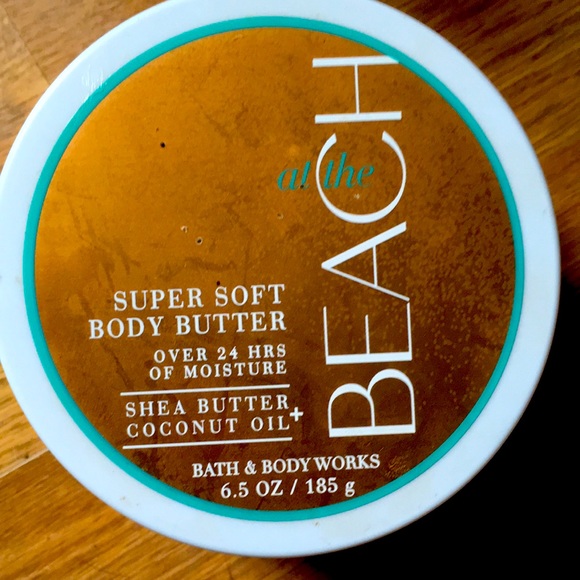 at the
BEACH
SUPER SOFT
BODY BUTTER
OVER 24 HRS
OF MOISTURE
SHEA BUTTER
COCONUT OIL+
BATH & BODY WORKS
6.5 OZ / 185 g